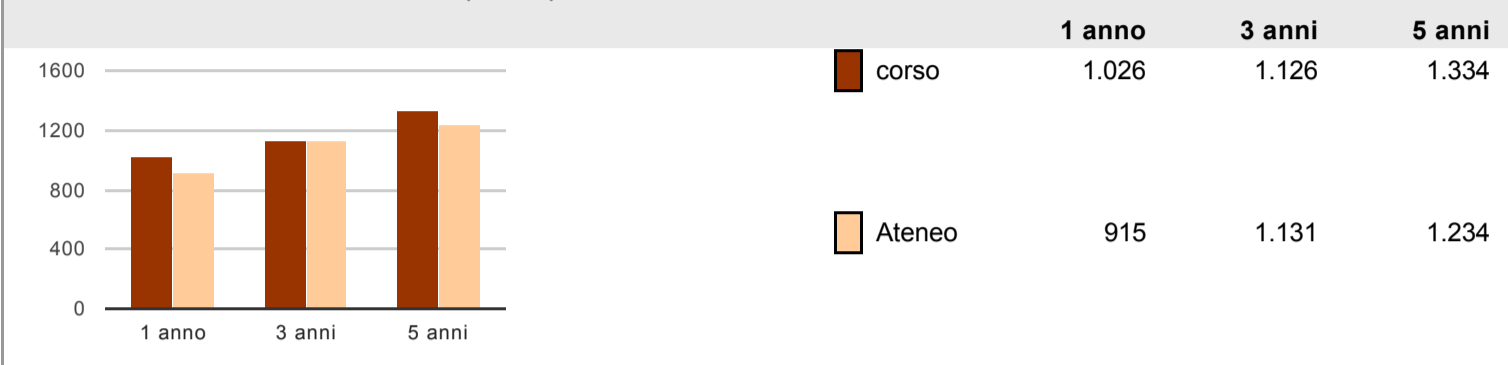 1 anno 3 anni 5 anni
1600
1200
800
400
0
1 anno 3 anni 5 anni
corso 1.026 1.126 1.334
Ateneo 915 1.131 1.234